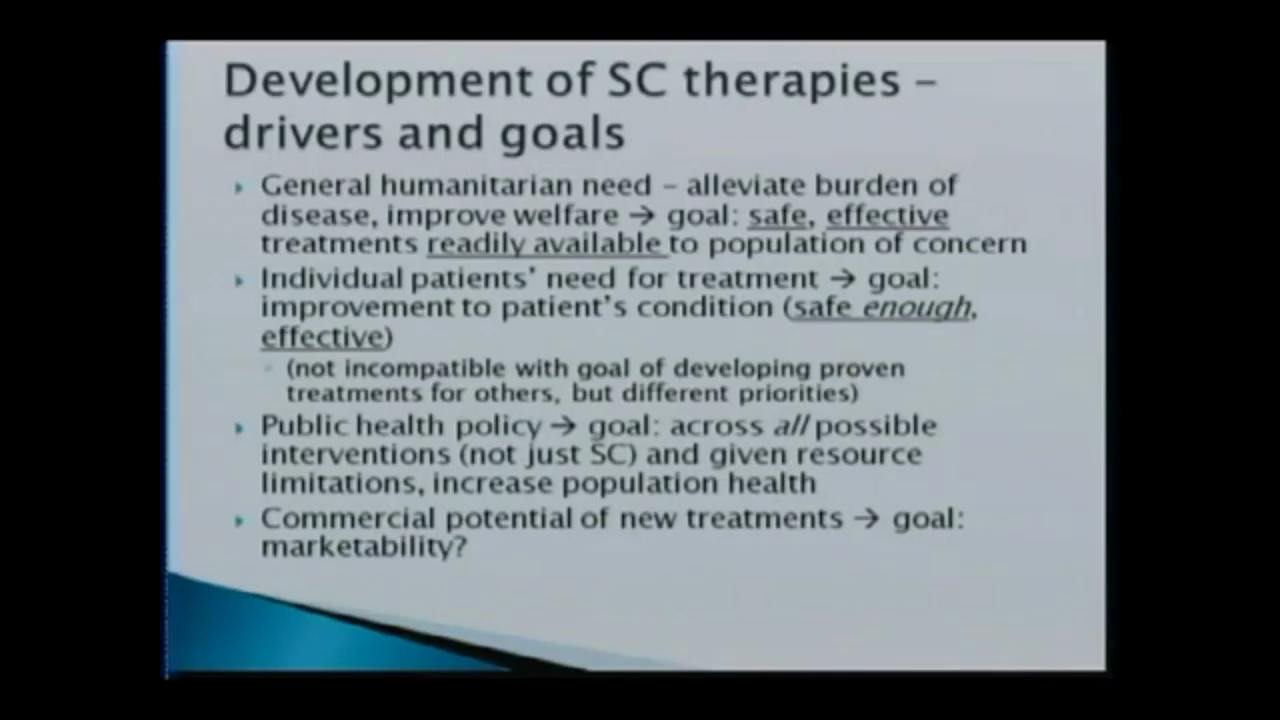 Development of SC therapies –
drivers and goals
General humanitarian need – alleviate burden of
disease, improve welfare → goal: safe, effective
treatments readily available to population of concern
Individual patients' need for treatment → goal:
improvement to patient's condition (safe enough,
effective)
(not incompatible with goal of developing proven
treatments for others, but different priorities)
Public health policy → goal: across all possible
interventions (not just SC) and given resource
limitations, increase population health
Commercial potential of new treatments → goal:
marketability?